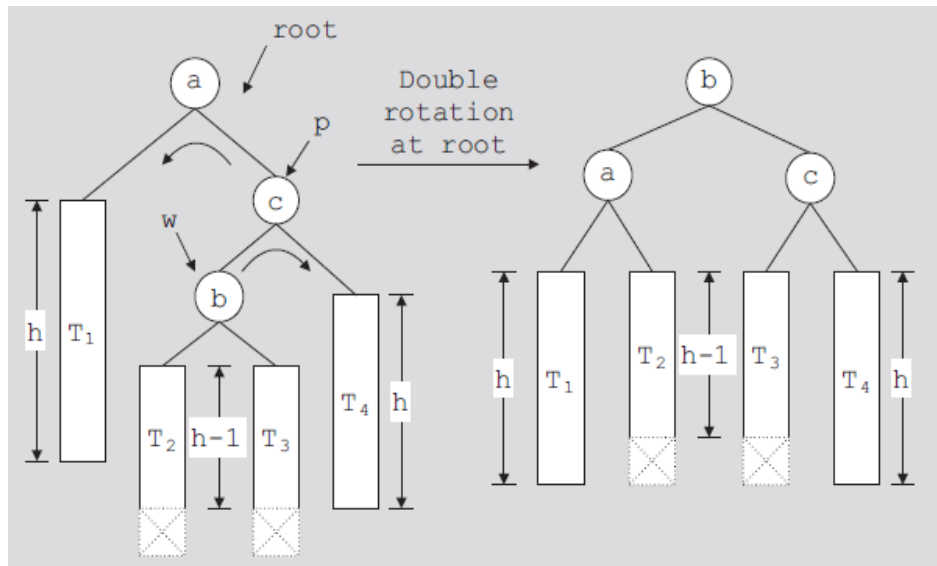 root
a
Double
rotation
at root
b
p
a
c
c
w
b
h
T1
T2
h-1
T3
T4
h
h
T1
T2
h-1
T3
T4
h